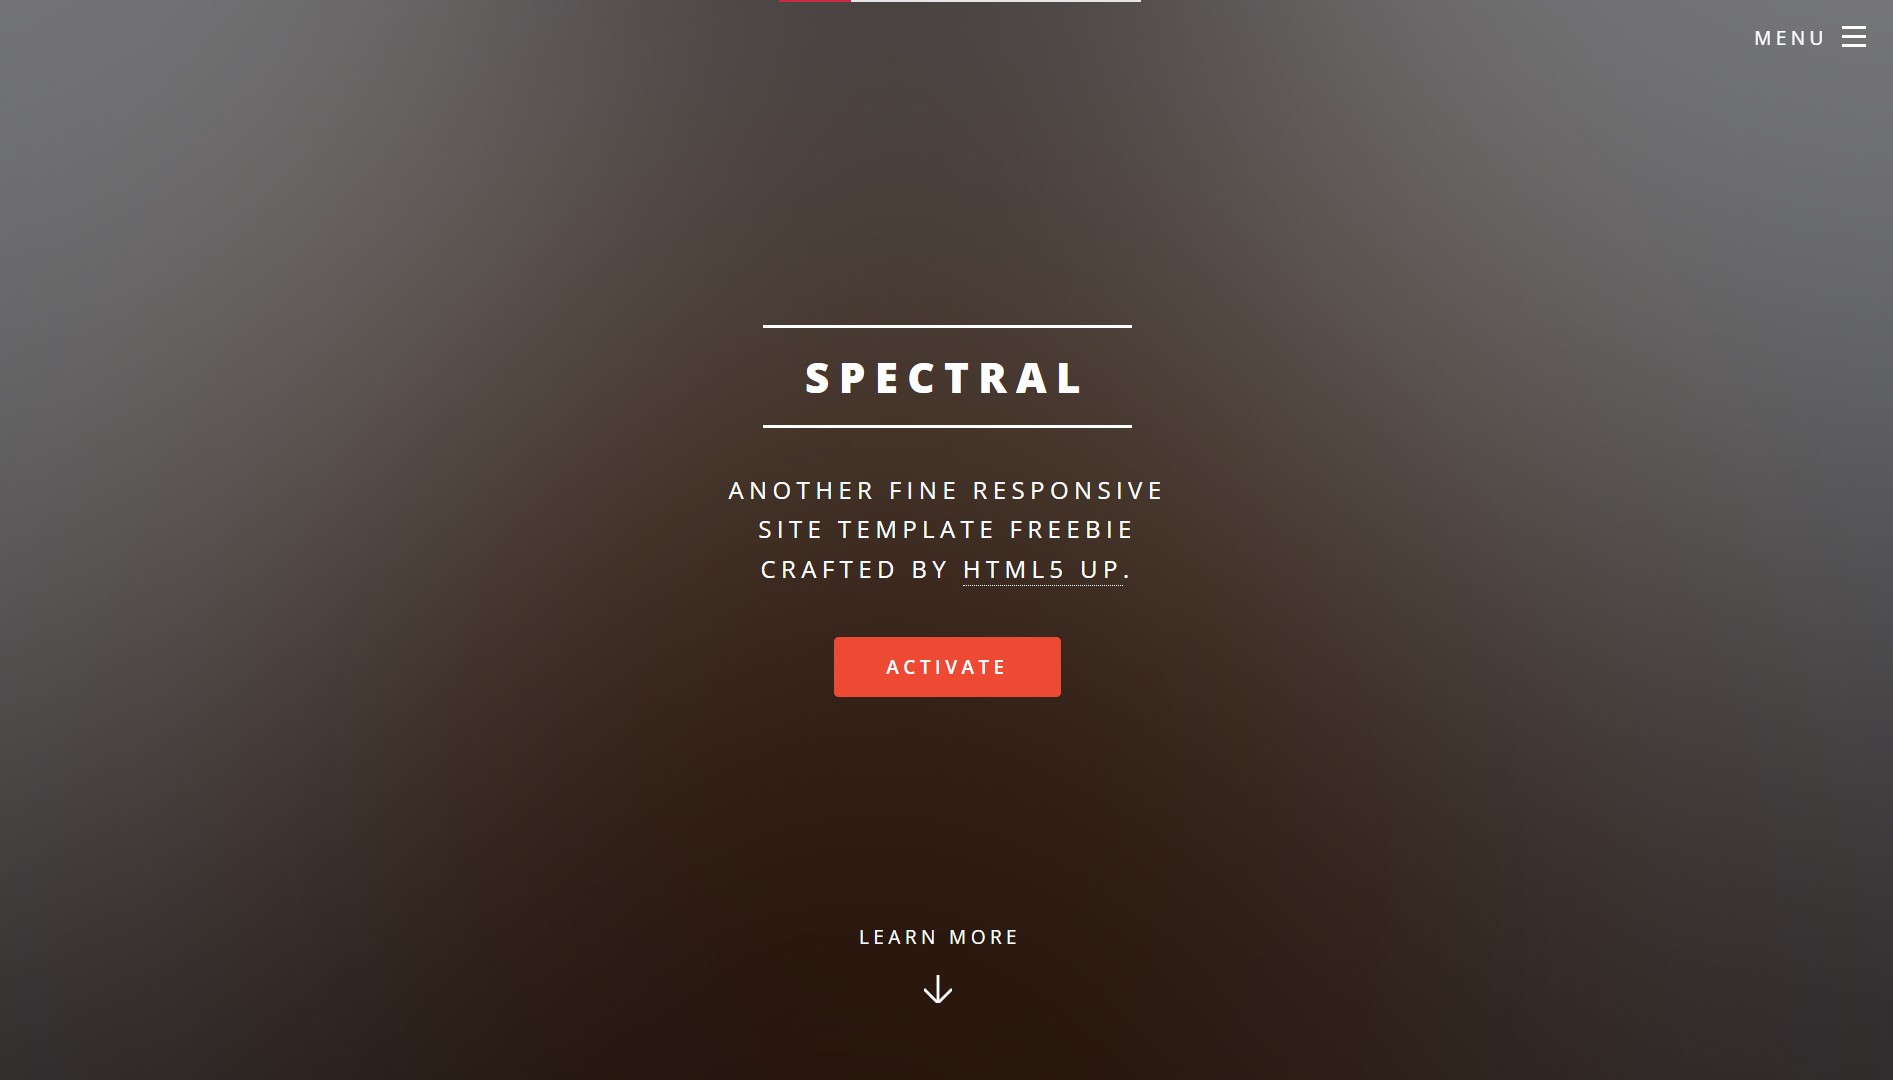 MENU
SPECTRAL
ANOTHER FINE RESPONSIVE
SITE TEMPLATE FREEBIE
CRAFTED BY HTML5 UP.
ACTIVATE
LEARN MORE